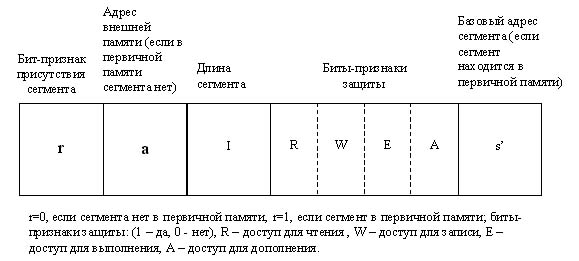 Бит-признак
присутствия
сегмента
Адрес
внешней
памяти (если в
первичной
памяти
сегмента нет)
Длина
сегмента
Биты-признаки
защиты
Базовый адрес
сегмента (если
сегмент
находится в
первичной памяти)
r
a
I
R
W
E
A
s’
r=0, если сегмента нет в первичной памяти, r=1, если сегмент в первичной памяти; биты-
признаки защиты: (1 – да, 0 - нет), R – доступ для чтения , W – доступ для записи, E –
доступ для выполнения, A – доступ для дополнения.